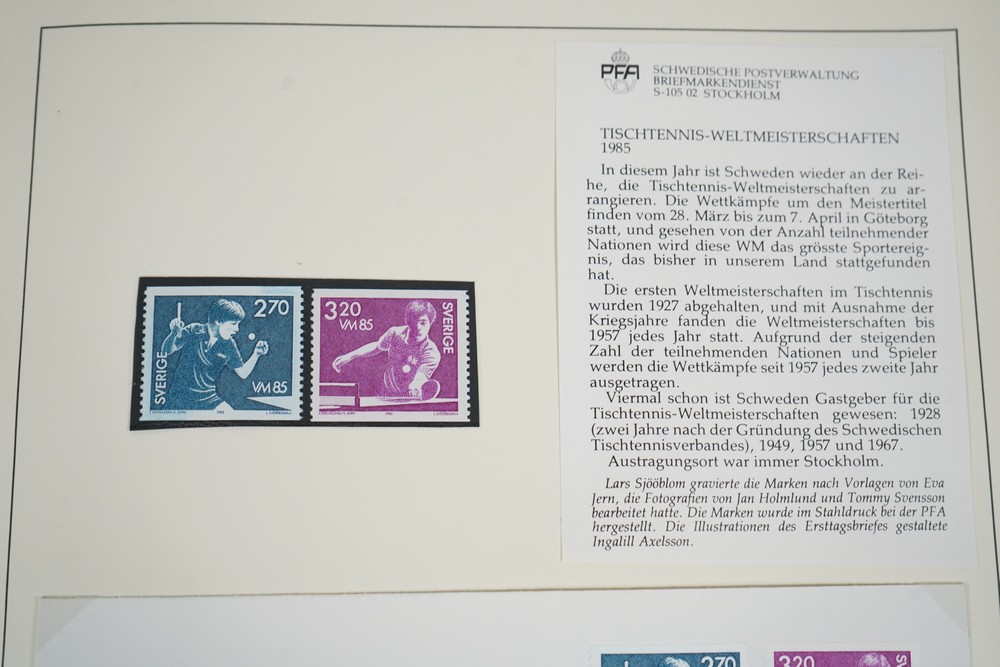 PFA
SCHWEDISCHE POSTVERWALTUNG
BRIEFMARKENDIENST
S-105 02 STOCKHOLM
TISCHTENNIS-WELTMEISTERSCHAFTEN
1985
In diesem Jahr ist Schweden wieder an der Rei-
he, die Tischtennis-Weltmeisterschaften zu ar-
rangieren. Die Wettkämpfe um den Meistertitel
finden vom 28. März bis zum 7. April in Göteborg
statt, und gesehen von der Anzahl teilnehmender
Nationen wird diese WM das grösste Sportereig-
nis, das bisher in unserem Land stattgefunden
hat.
Die ersten Weltmeisterschaften im Tischtennis
wurden 1927 abgehalten, und mit Ausnahme der
Kriegsjahre fanden die Weltmeisterschaften bis
1957 jedes Jahr statt. Aufgrund der steigenden
Zahl der teilnehmenden Nationen und Spieler
werden die Wettkämpfe seit 1957 jedes zweite Jahr
ausgetragen.
Viermal schon ist Schweden Gastgeber für die
Tischtennis-Weltmeisterschaften gewesen: 1928
(zwei Jahre nach der Gründung des Schwedischen
Tischtennisverbandes), 1949, 1957 und 1967.
Austragungsort war immer Stockholm.
Lars Sjööblom gravierte die Marken nach Vorlagen von Eva
Jern, die Fotografien von Jan Holmlund und Tommy Svensson
bearbeitet hatte. Die Marken wurde im Stahldruck bei der PFA
hergestellt. Die Illustrationen des Ersttagsbriefes gestaltete
Ingalill Axelsson.
270
SVERIGE
VM 85
1985
320
VM 85
SVERIGE
1985
270
320